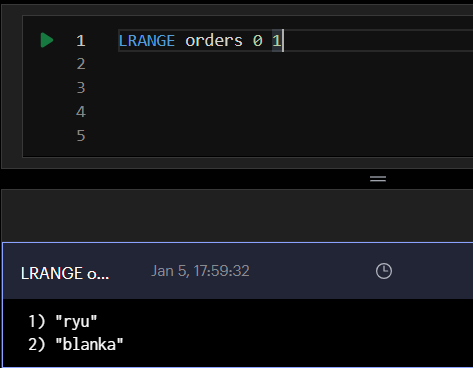 1 LRANGE orders 0 1
2
3
4
5
LRANGE o... Jan 5, 17:59:32
1) "ryu"
2) "blanka"